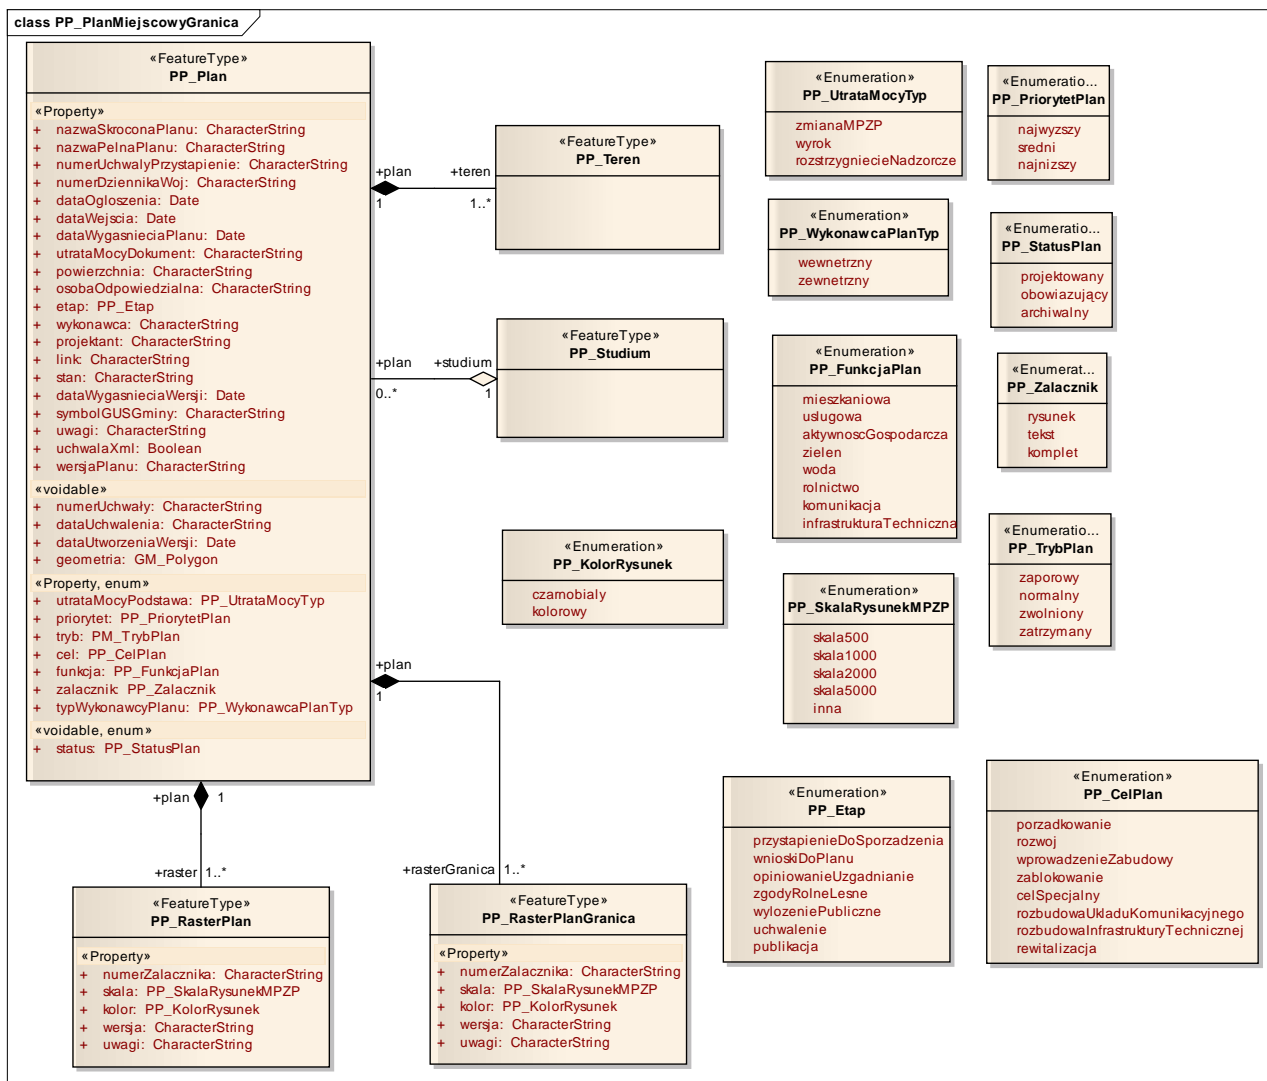 class PP_PlanMiejscowyGranica
«FeatureType»
PP_Plan
«Property»
+ nazwaSkroconaPlanu: CharacterString
+ nazwaPelnaPlanu: CharacterString
+ numerUchwalyPrzystapienie: CharacterString
+ numerDziennikaWoj: CharacterString
+ dataOgloszenia: Date
+ dataWejscia: Date
+ dataWygasnieciaPlanu: Date
+ utrataMocyDokument: CharacterString
+ powierzchnia: CharacterString
+ osobaOdpowiedzialna: CharacterString
+ etap: PP_Etap
+ wykonawca: CharacterString
+ projektant: CharacterString
+ link: CharacterString
+ stan: CharacterString
+ dataWygasnieciaWersji: Date
+ symbolGUSGminy: CharacterString
+ uwagi: CharacterString
+ uchwalaXml: Boolean
+ wersjaPlanu: CharacterString
«voidable»
+ numerUchwały: CharacterString
+ dataUchwalenia: CharacterString
+ dataUtworzeniaWersji: Date
+ geometria: GM_Polygon
«Property, enum»
+ utrataMocyPodstawa: PP_UtrataMocyTyp
+ priorytet: PP_PriorytetPlan
+ tryb: PM_TrybPlan
+ cel: PP_CelPlan
+ funkcja: PP_FunkcjaPlan
+ zalacznik: PP_Zalacznik
+ typWykonawcyPlanu: PP_WykonawcaPlanTyp
«voidable, enum»
+ status: PP_StatusPlan
+plan
1
+teren
1..*
«FeatureType»
PP_Teren
+plan
0..*
+studium
1
«FeatureType»
PP_Studium
«Enumeration»
PP_KolorRysunek
czarnobialy
kolorowy
+plan
1
+rasterGranica
1..*
+plan
1
+raster
1..*
«FeatureType»
PP_RasterPlan
«Property»
+ numerZalacznika: CharacterString
+ skala: PP_SkalaRysunekMPZP
+ kolor: PP_KolorRysunek
+ wersja: CharacterString
+ uwagi: CharacterString
«FeatureType»
PP_RasterPlanGranica
«Property»
+ numerZalacznika: CharacterString
+ skala: PP_SkalaRysunekMPZP
+ kolor: PP_KolorRysunek
+ wersja: CharacterString
+ uwagi: CharacterString
«Enumeration»
PP_UtrataMocyTyp
zmianaMPZP
wyrok
rozstrzygniecieNadzorcze
«Enumeratio...
PP_PriorytetPlan
najwyzszy
sredni
najnizszy
«Enumeration»
PP_WykonawcaPlanTyp
wewnetrzny
zewnetrzny
«Enumeratio...
PP_StatusPlan
projektowany
obowiazujący
archiwalny
«Enumeration»
PP_FunkcjaPlan
mieszkaniowa
uslugowa
aktywnoscGospodarcza
zielen
woda
rolnictwo
komunikacja
infrastrukturaTechniczna
«Enumerat...
PP_Zalacznik
rysunek
tekst
komplet
«Enumeratio...
PP_TrybPlan
zaporowy
normalny
zwolniony
zatrzymany
«Enumeration»
PP_SkalaRysunekMPZP
skala500
skala1000
skala2000
skala5000
inna
«Enumeration»
PP_Etap
przystapienieDoSporzadzenia
wnioskiDoPlanu
opiniowanieUzgadnianie
zgodyRolneLesne
wylozeniePubliczne
uchwalenie
publikacja
«Enumeration»
PP_CelPlan
porzadkowanie
rozwoj
wprowadzenieZabudowy
zablokowanie
celSpecjalny
rozbudowaUkladuKomunikacyjnego
rozbudowaInfrastrukturyTechnicznej
rewitalizacja